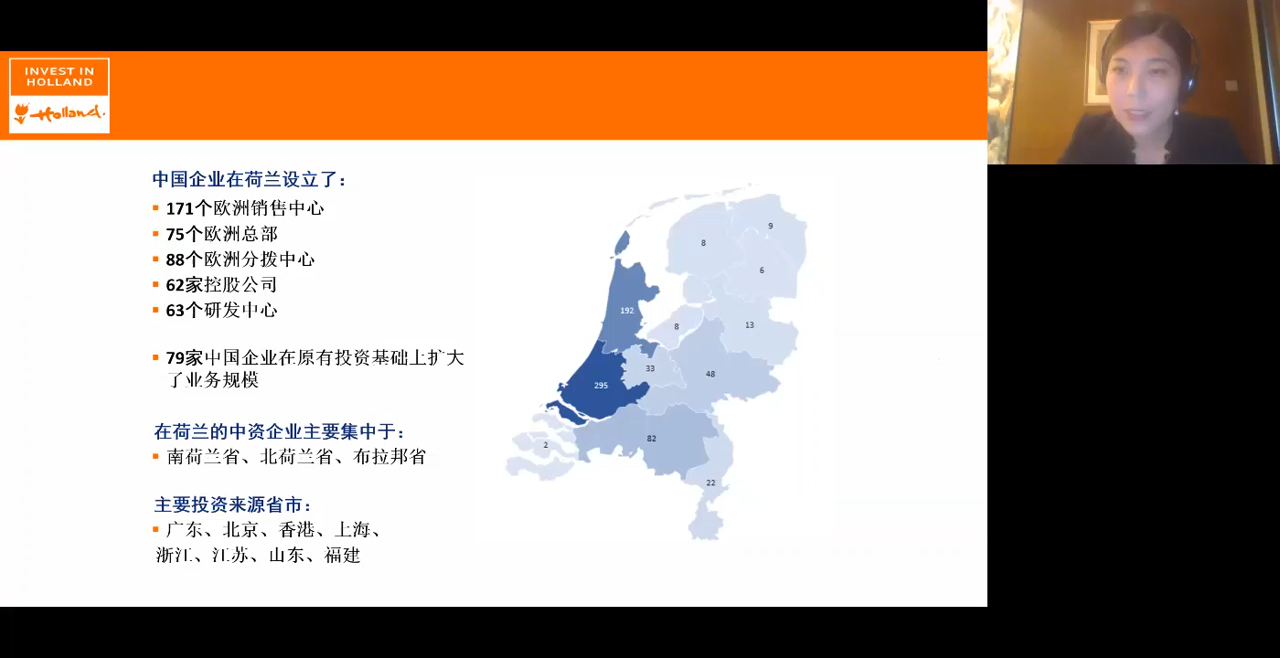 INVEST IN
HOLLAND
Holland.
中国企业在荷兰设立了：
171个欧洲销售中心
75个欧洲总部
88个欧洲分拨中心
62家控股公司
63个研发中心
79家中国企业在原有投资基础上扩大
了业务规模
在荷兰的中资企业主要集中于：
南荷兰省、北荷兰省、布拉邦省
主要投资来源省市：
广东、北京、香港、上海、
浙江、江苏、山东、福建
9
8
6
192
13
8
33
48
295
82
2
22